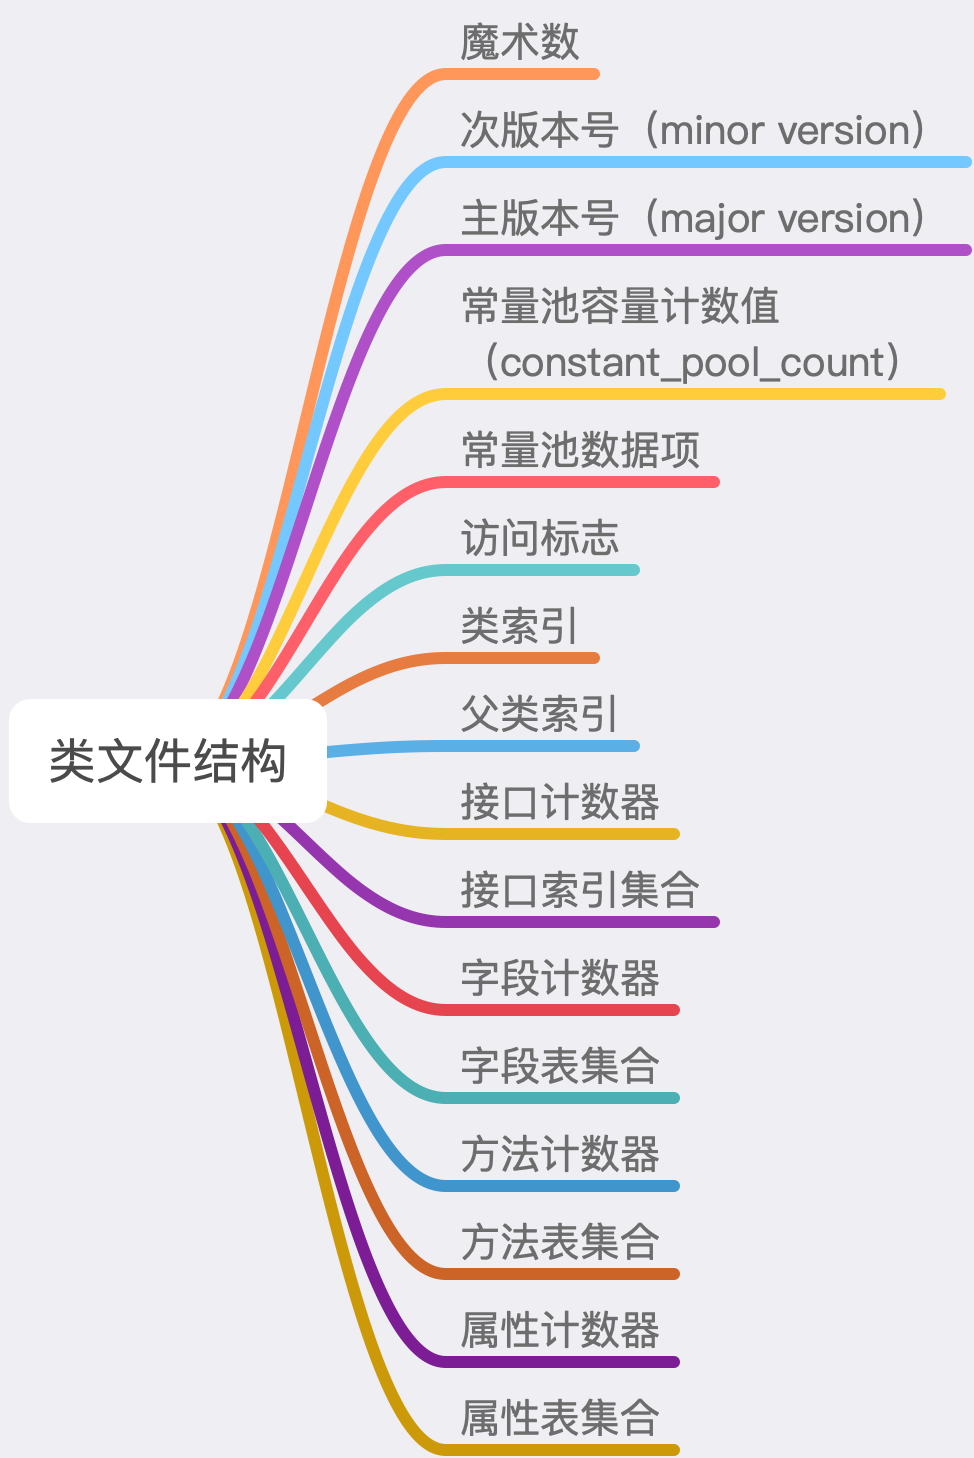 魔术数
次版本号（minor version）
主版本号（major version）
常量池容量计数值
（constant_pool_count）
常量池数据项
访问标志
类索引
父类索引
类文件结构
接口计数器
接口索引集合
字段计数器
字段表集合
方法计数器
方法表集合
属性计数器
属性表集合